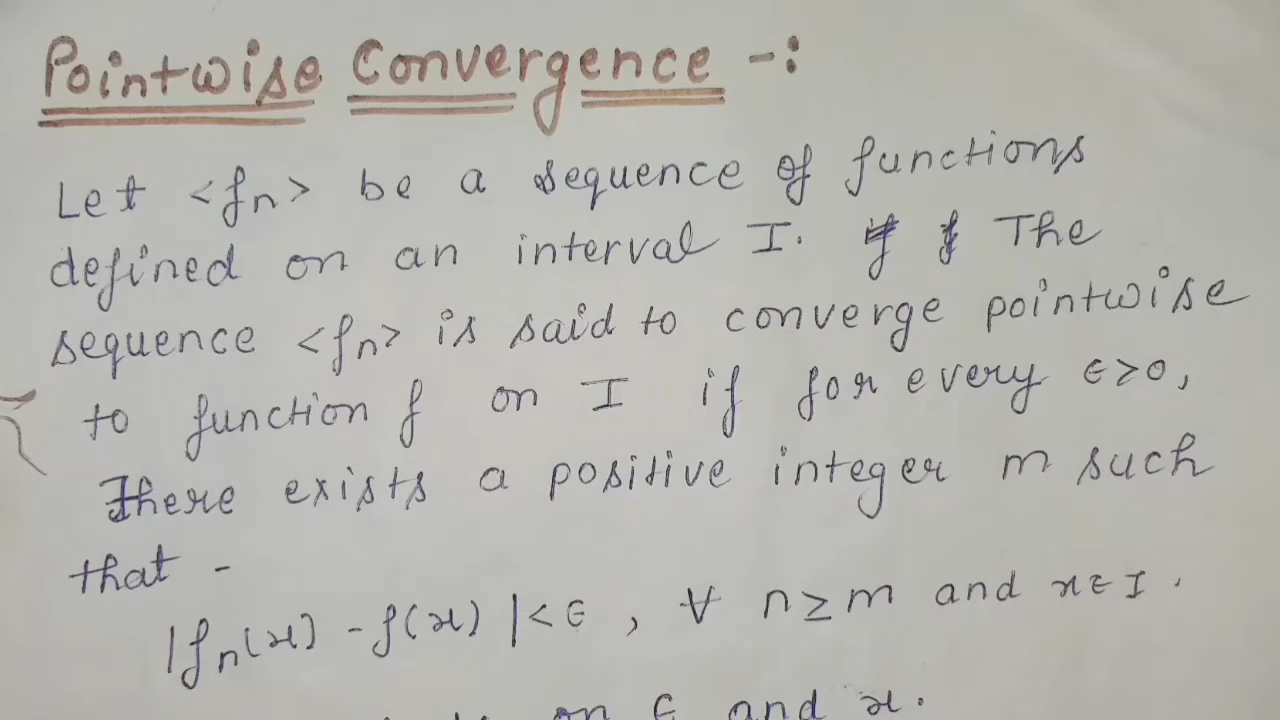 Pointwise Convergence -:
Let <fn> be a sequence of functions
defined on an interval I. The
sequence <fn> is said to converge pointwise
to function f on I if for every ∈>0,
There exists a positive integer m such
that -
|fn(x) - f(x)|<∈, ∀ n≥m and x∈I.
on ∈ and x.